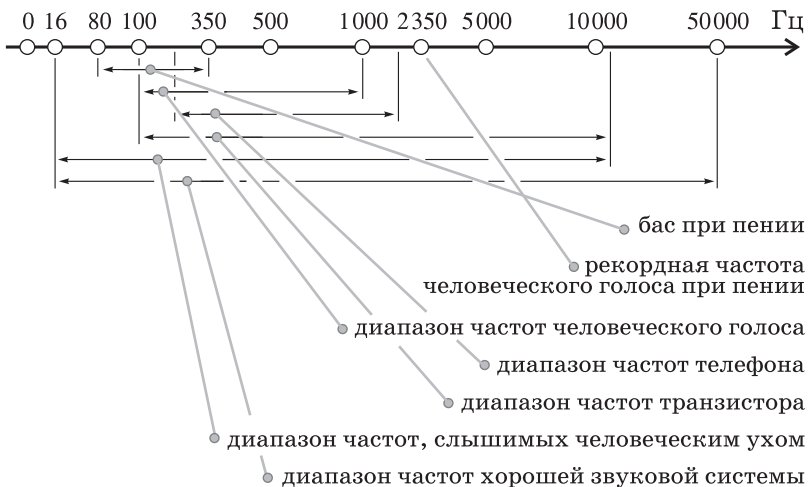 0 16 80 100 350 500 1000 2350 5000 10000 50000 Гц
бас при пении
рекордная частота
человеческого голоса при пении
диапазон частот человеческого голоса
диапазон частот телефона
диапазон частот транзистора
диапазон частот, слышимых человеческим ухом
диапазон частот хорошей звуковой системы